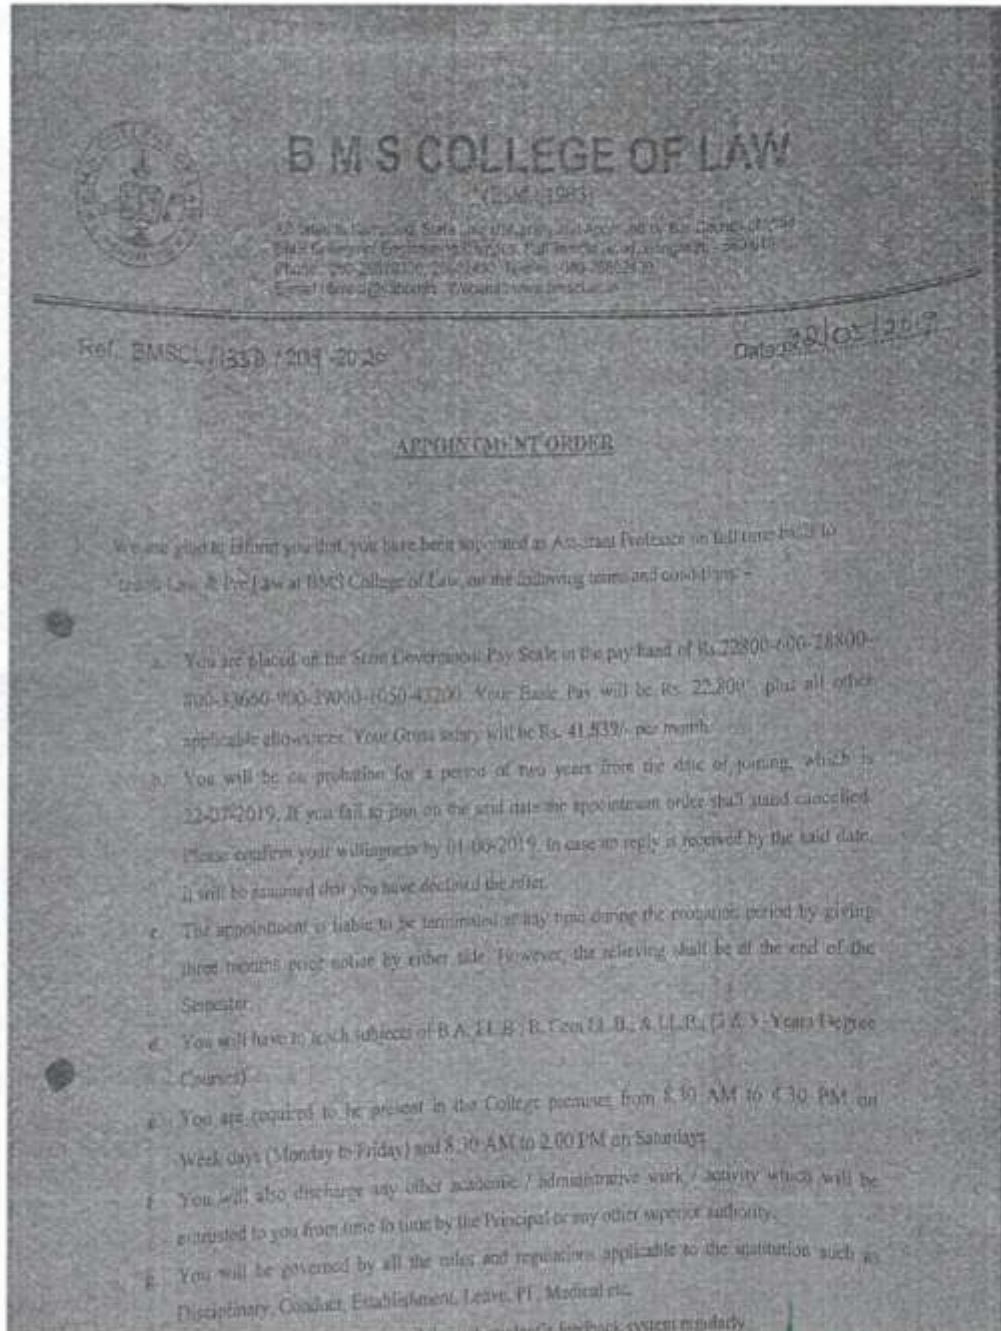 B M S COLLEGE OF LAW
Ref. BMSCL/
Date:
APPOINTMENT ORDER
We are glad to inform you that, you have been appointed as Assistant Professor on full time basis to
teach Law & Pre Law at BMS College of Law, on the following terms and conditions: -
a. You are placed on the State Government Pay Scale in the pay band of Rs.22800-600-28800-
800-33600-900-39000-1050-43200. Your Basic Pay will be Rs. 22,800/- plus all other
applicable allowances. Your Gross salary will be Rs. 41,839/- per month.
b. You will be on probation for a period of two years from the date of joining, which is
22-07-2019. If you fail to join on the said date the appointment order shall stand cancelled.
Please confirm your willingness by 01-06-2019. In case no reply is received by the said date,
it will be assumed that you have declined the offer.
c. The appointment is liable to be terminated at any time during the probation period by giving
three months prior notice by either side. However, the relieving shall be at the end of the
Semester.
d. You will have to teach subjects of B.A. LL.B., B. Com LL.B., & LL.B., Years Degree
Courses)
e. You are required to be present in the College premises from 8.30 AM to 4.30 PM on
Week days (Monday to Friday) and 8.30 AM to 2.00 PM on Saturdays
f. You will also discharge any other academic / administrative work / activity which will be
entrusted to you from time to time by the Principal or any other superior authority.
g. You will be governed by all the rules and regulations applicable to the institution such as
Disciplinary, Conduct, Establishment, Leave, PF, Medical etc.
feedback system regularly